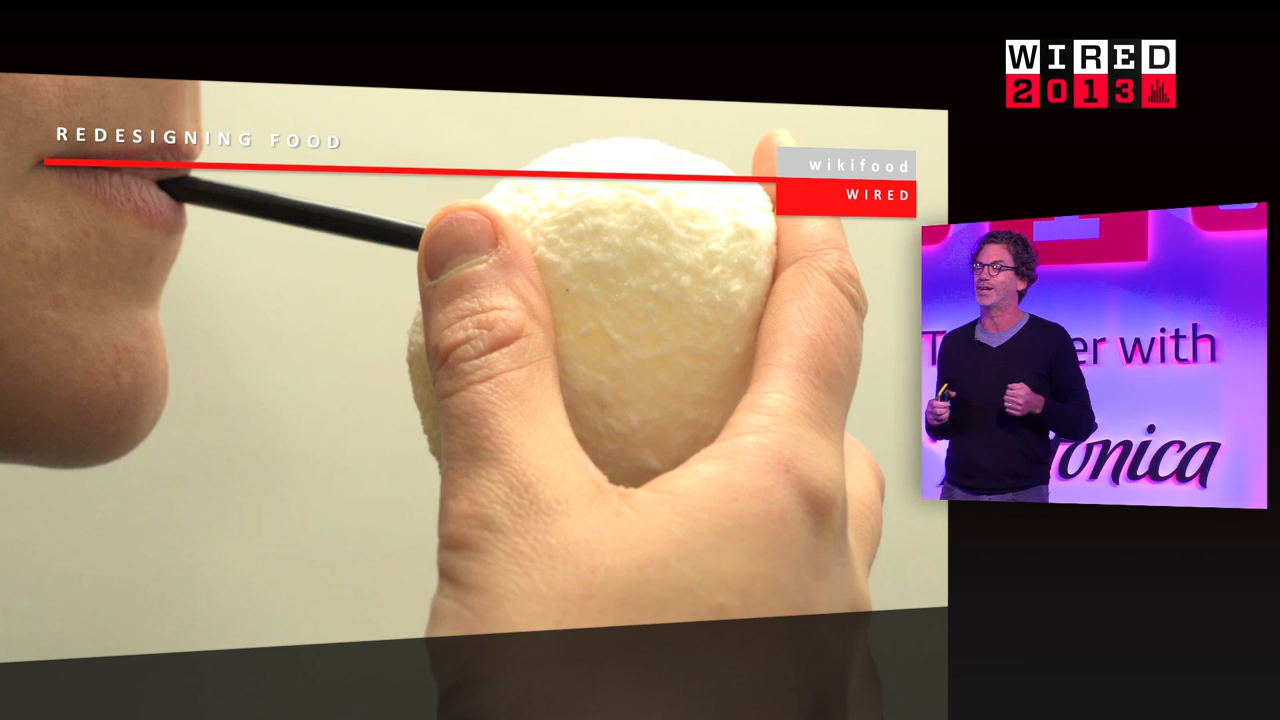 REDESIGNING FOOD
wikifood
WIRED
WIRED
2013
er with
onica